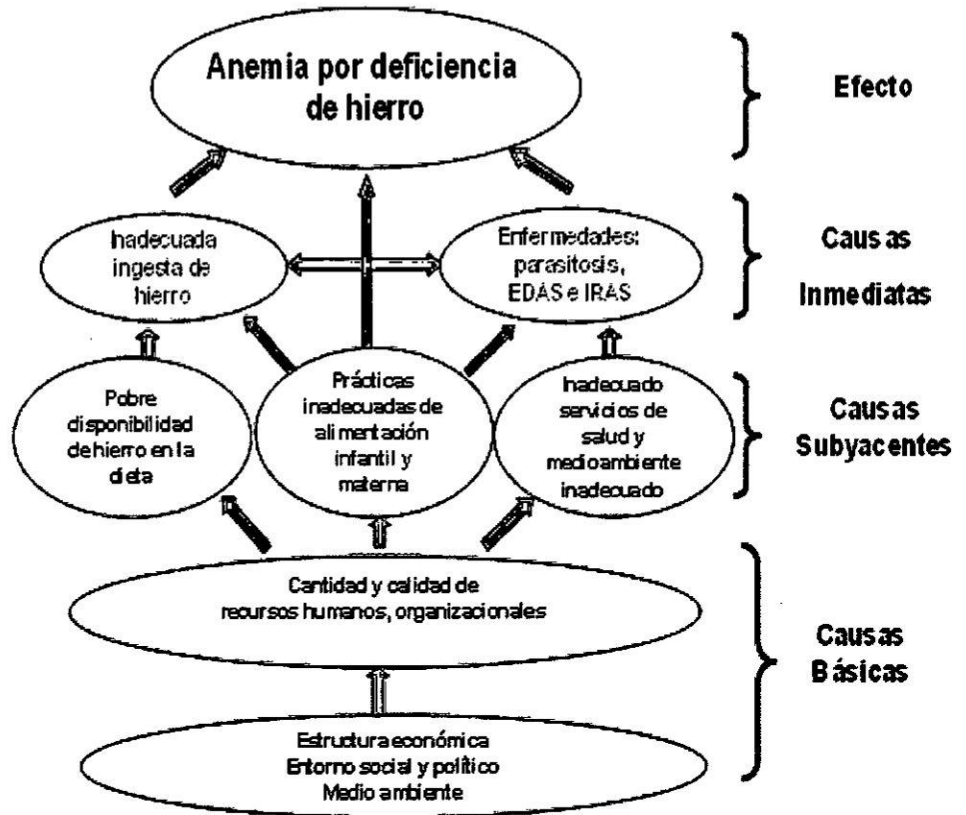 Anemia por deficiencia
de hierro
Efecto
Inadecuada
ingesta de
hierro
Enfermedades:
parasitosis,
EDAS e IRAS
Causas
Inmediatas
Pobre
disponibilidad
de hierro en la
dieta
Prácticas
inadecuadas de
alimentación
infantil y
materna
Inadecuado
servicios de
salud y
medioambiente
inadecuado
Causas
Subyacentes
Cantidad y calidad de
recursos humanos, organizacionales
Causas
Básicas
Estructura económica
Entorno social y político
Medio ambiente